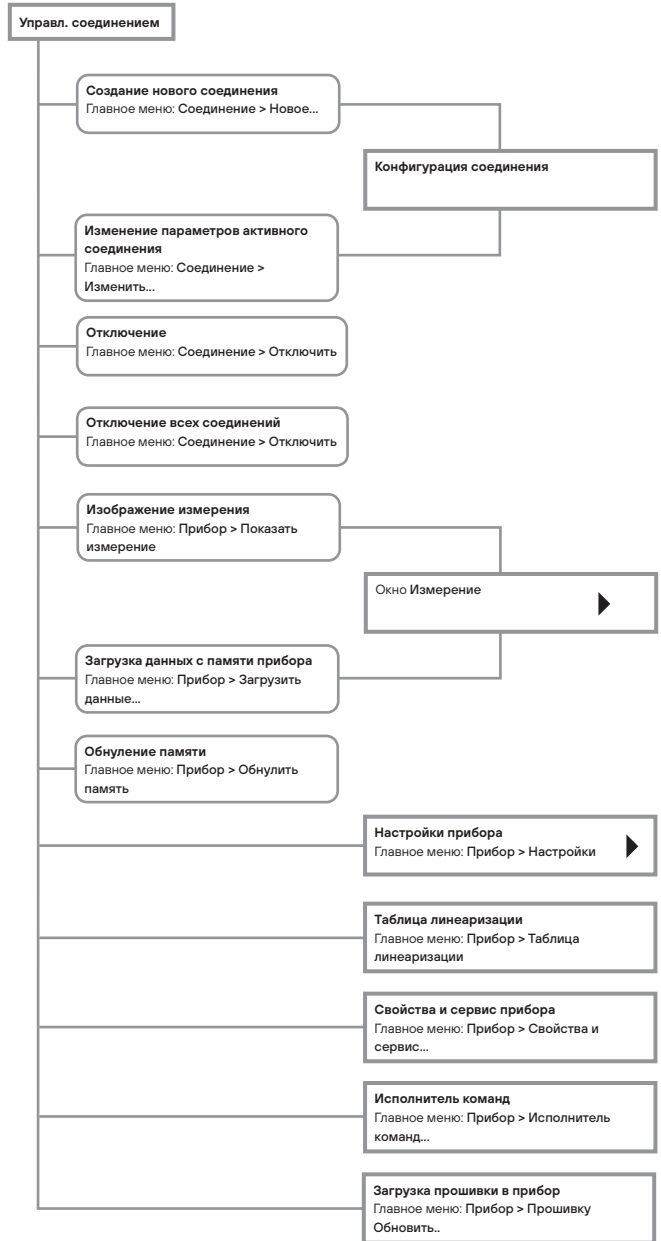 Управл. соединением
Создание нового соединения
Главное меню: Соединение > Новое...
Конфигурация соединения
Изменение параметров активного
соединения
Главное меню: Соединение >
Изменить...
Отключение
Главное меню: Соединение > Отключить
Отключение всех соединений
Главное меню: Соединение > Отключить
Изображение измерения
Главное меню: Прибор > Показать
измерение
Окно Измерение
Загрузка данных с памяти прибора
Главное меню: Прибор > Загрузить
данные...
Обнуление памяти
Главное меню: Прибор > Обнулить
память
Настройки прибора
Главное меню: Прибор > Настройки
Таблица линеаризации
Главное меню: Прибор > Таблица
линеаризации
Свойства и сервис прибора
Главное меню: Прибор > Свойства и
сервис...
Исполнитель команд
Главное меню: Прибор > Исполнитель
команд...
Загрузка прошивки в прибор
Главное меню: Прибор > Прошивку
Обновить..